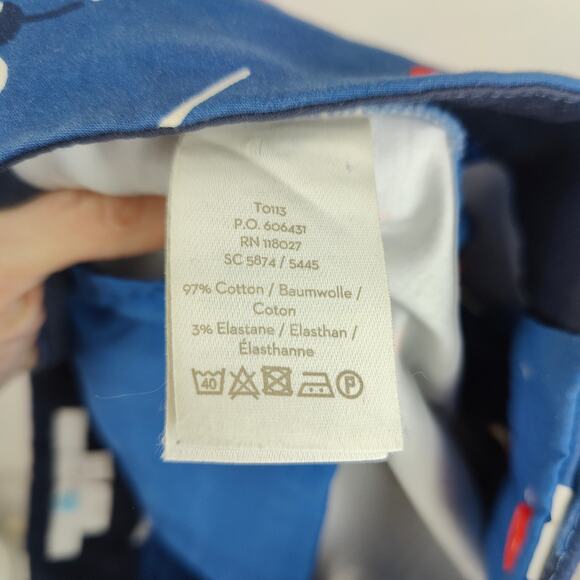 T0113
P.O. 606431
RN 118027
SC 5874 / 5445
97% Cotton / Baumwolle /
Coton
3% Elastane / Elasthan /
Élasthanne
40 P